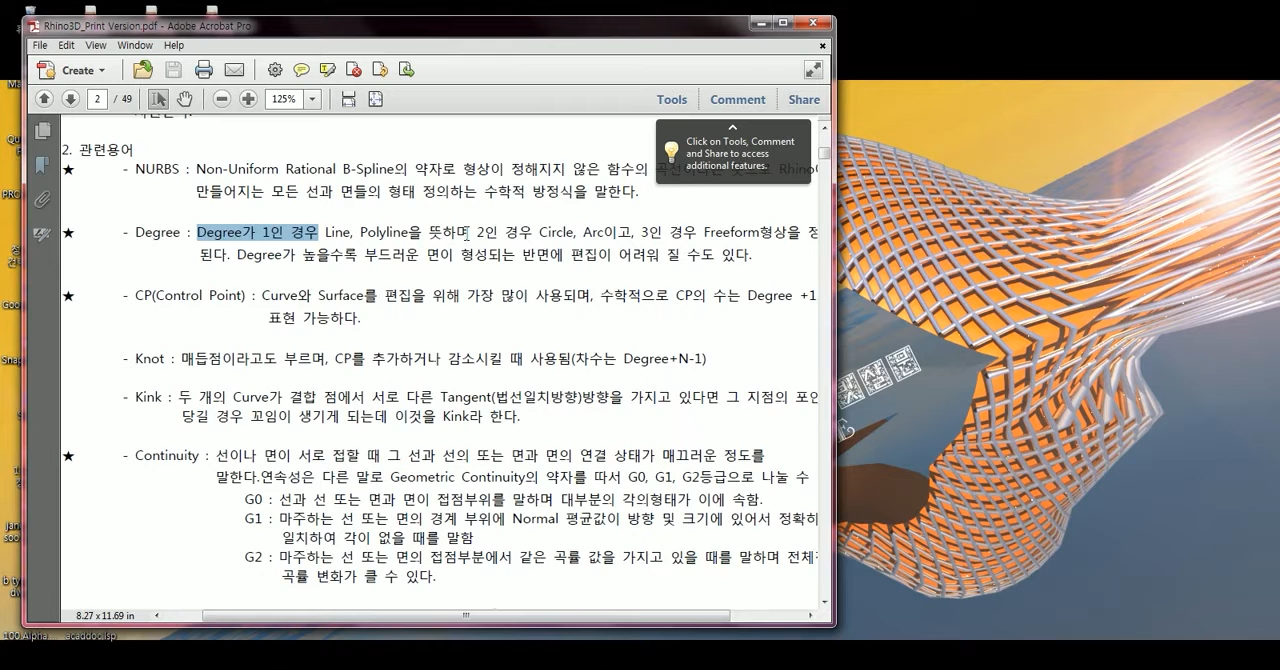 Rhino3D_Print Version.pdf - Adobe Acrobat Pro
File Edit View Window Help
Create
2 / 49 125% Tools Comment Share
Click on Tools, Comment
and Share to access
additional features.
2. 관련용어
★ - NURBS : Non-Uniform Rational B-Spline의 약자로 형상이 정해지지 않은 함수의
만들어지는 모든 선과 면들의 형태 정의하는 수학적 방정식을 말한다.
★ - Degree : Degree가 1인 경우 Line, Polyline을 뜻하며 2인 경우 Circle, Arc이고, 3인 경우 Freeform형상을 정
된다. Degree가 높을수록 부드러운 면이 형성되는 반면에 편집이 어려워 질 수도 있다.
★ - CP(Control Point) : Curve와 Surface를 편집을 위해 가장 많이 사용되며, 수학적으로 CP의 수는 Degree +1
표현 가능하다.
- Knot : 매듭점이라고도 부르며, CP를 추가하거나 감소시킬 때 사용됨(차수는 Degree+N-1)
- Kink : 두 개의 Curve가 결합 점에서 서로 다른 Tangent(법선일치방향)방향을 가지고 있다면 그 지점의 포인
당길 경우 꼬임이 생기게 되는데 이것을 Kink라 한다.
★ - Continuity : 선이나 면이 서로 접할 때 그 선과 선의 또는 면과 면의 연결 상태가 매끄러운 정도를
말한다.연속성은 다른 말로 Geometric Continuity의 약자를 따서 G0, G1, G2등급으로 나눌 수
G0 : 선과 선 또는 면과 면이 접점부위를 말하며 대부분의 각의형태가 이에 속함.
G1 : 마주하는 선 또는 면의 경계 부위에 Normal 평균값이 방향 및 크기에 있어서 정확하
일치하여 각이 없을 때를 말함
G2 : 마주하는 선 또는 면의 접점부분에서 같은 곡률 값을 가지고 있을 때를 말하며 전체
곡률 변화가 클 수 있다.
8.27 x 11.69 in
100.Alpha... acaddoc.lsp